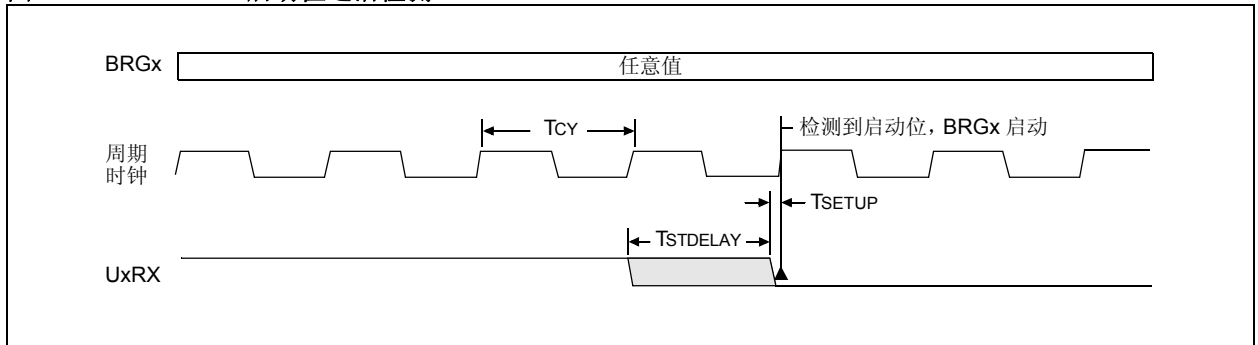 BRGx
任意值
TCY
检测到启动位，BRGx 启动
周期
时钟
TSETUP
TSTDELAY
UxRX